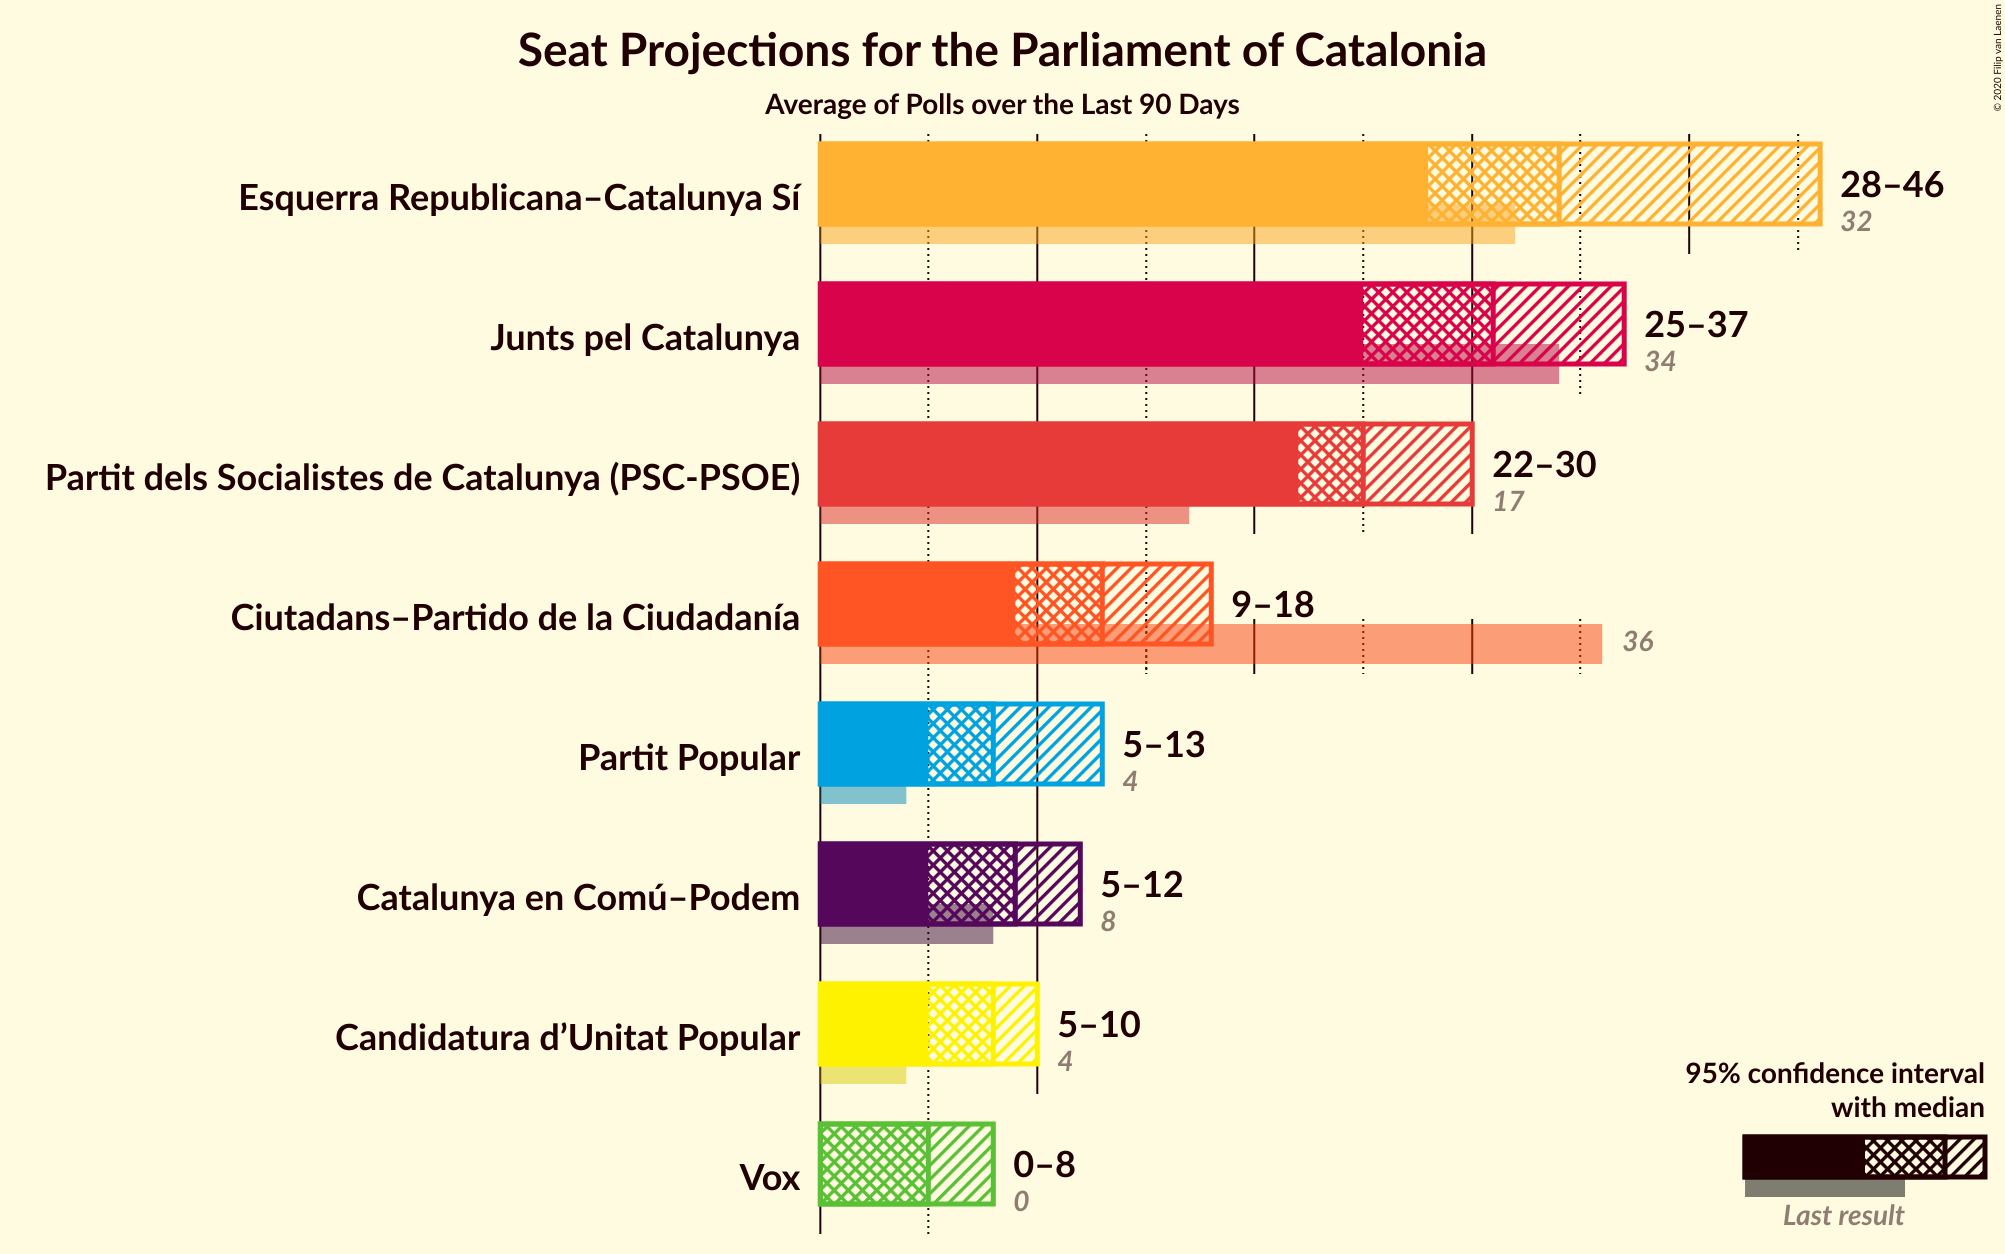 Seat Projections for the Parliament of Catalonia
Average of Polls over the Last 90 Days
© 2020 Filip van Laenen
Esquerra Republicana–Catalunya Sí
28–46
32
Junts pel Catalunya
25–37
34
Partit dels Socialistes de Catalunya (PSC-PSOE)
22–30
17
Ciutadans–Partido de la Ciudadanía
9–18
36
Partit Popular
5–13
4
Catalunya en Comú–Podem
5–12
8
Candidatura d’Unitat Popular
5–10
4
Vox
0–8
0
95% confidence interval
with median
Last result